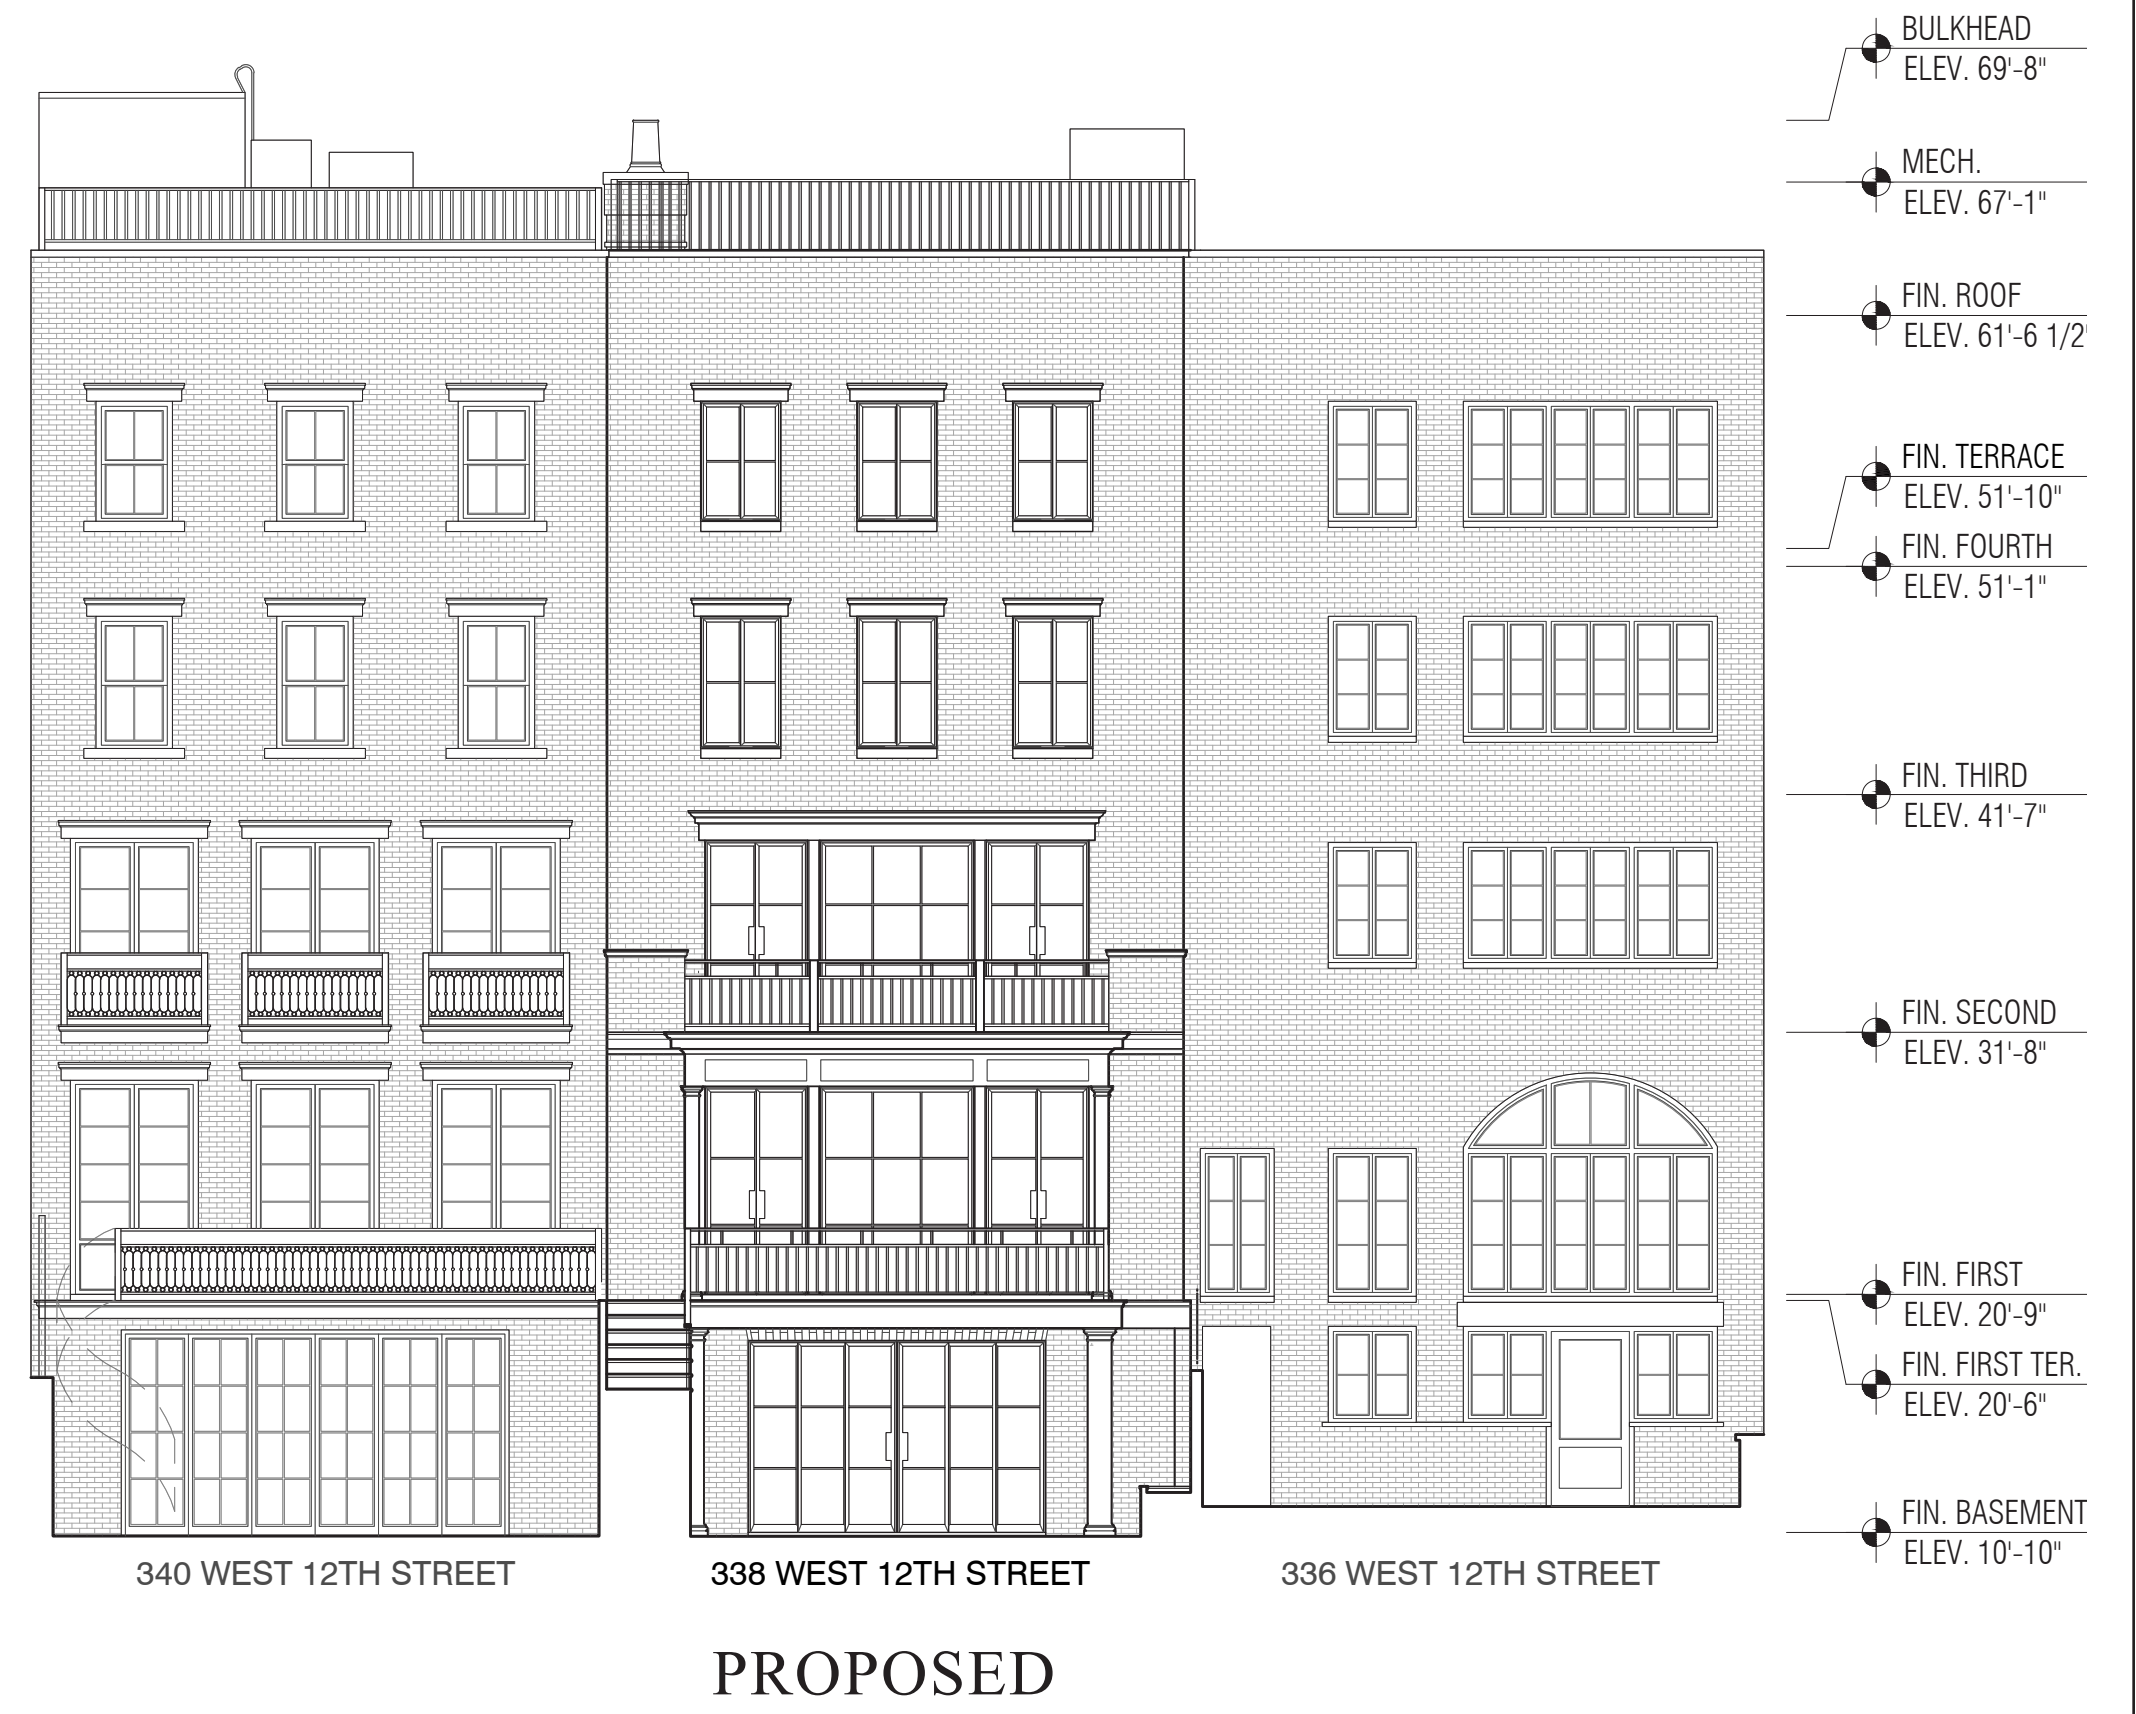 BULKHEAD
ELEV. 69'-8"
MECH.
ELEV. 67'-1"
FIN. ROOF
ELEV. 61'-6 1/2'
FIN. TERRACE
ELEV. 51'-10"
FIN. FOURTH
ELEV. 51'-1"
FIN. THIRD
ELEV. 41'-7"
FIN. SECOND
ELEV. 31'-8"
FIN. FIRST
ELEV. 20'-9"
FIN. FIRST TER.
ELEV. 20'-6"
FIN. BASEMENT
ELEV. 10'-10"
340 WEST 12TH STREET
338 WEST 12TH STREET
336 WEST 12TH STREET
PROPOSED